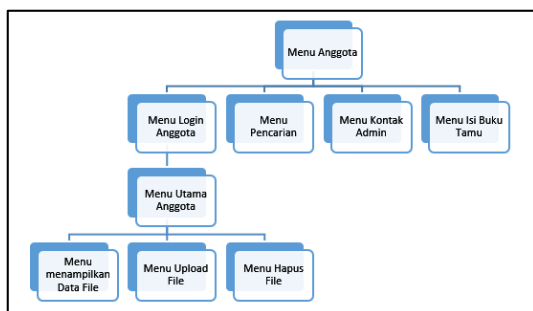 Menu Anggota
Menu Login
Anggota
Menu
Pencarian
Menu Kontak
Admin
Menu Isi Buku
Tamu
Menu Utama
Anggota
Menu
menampilkan
Data File
Menu Upload
File
Menu Hapus
File